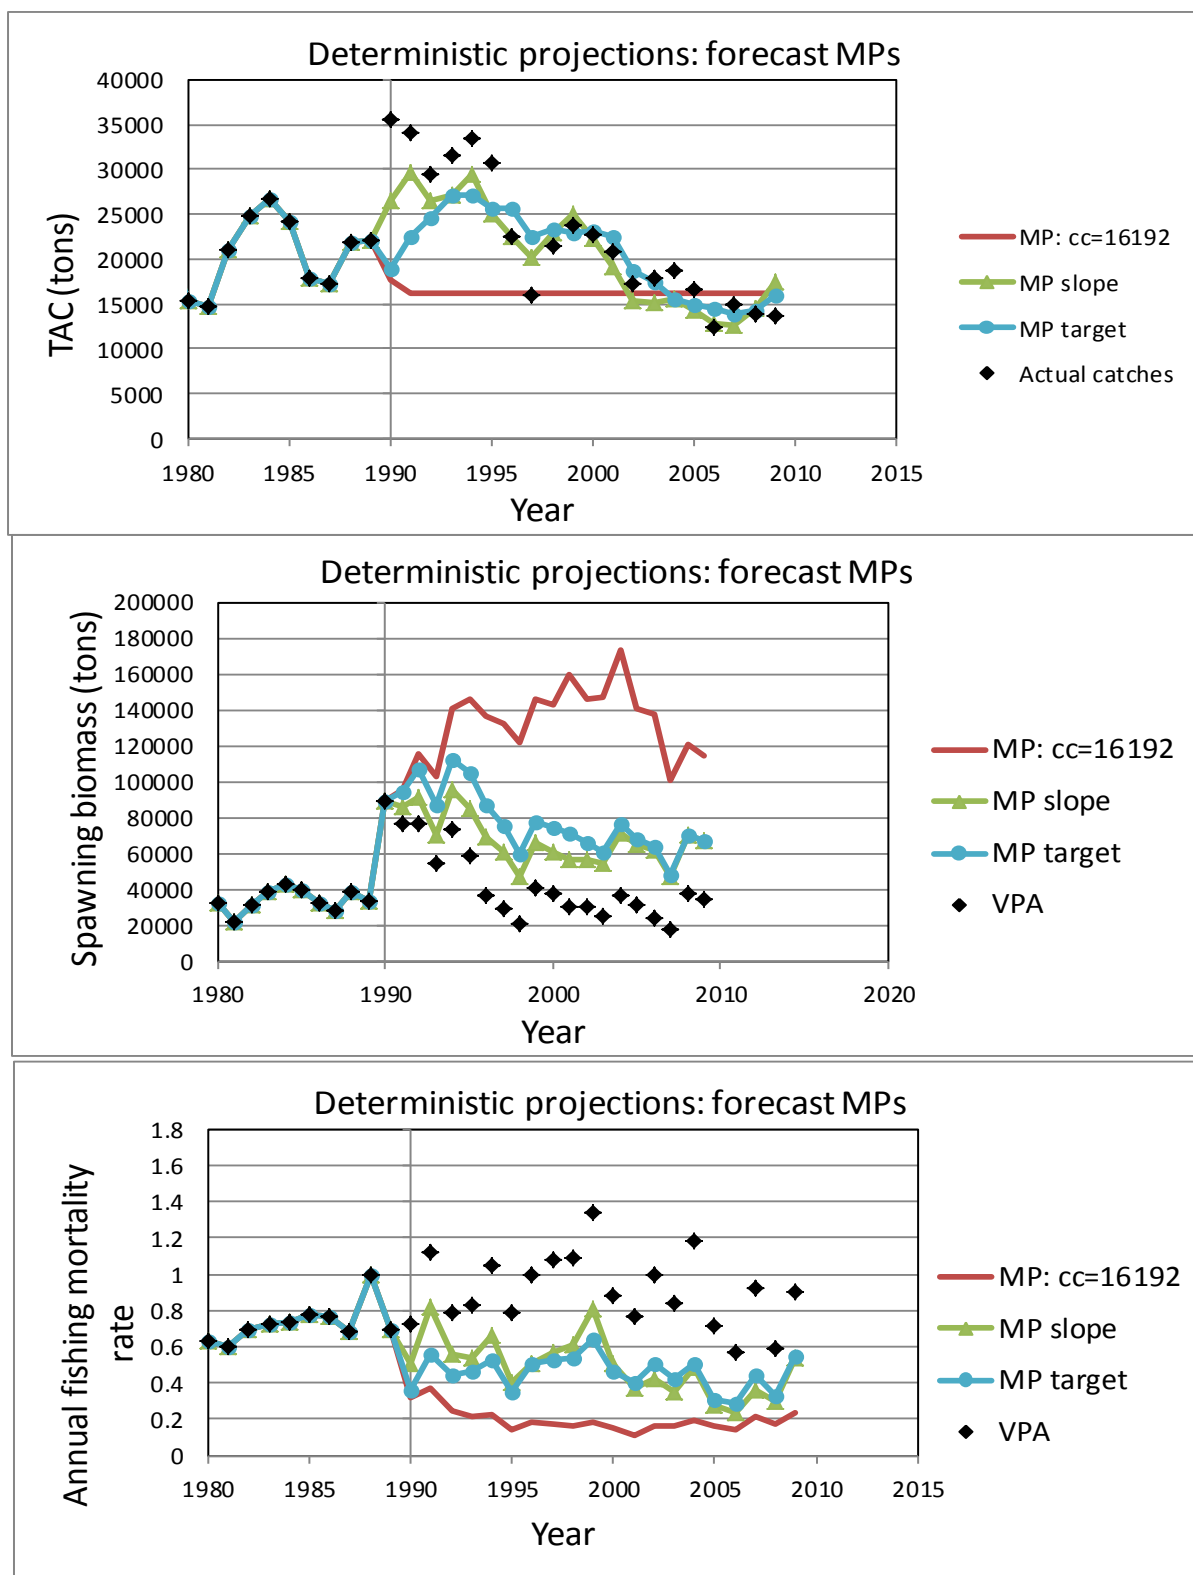 Deterministic projections: forecast MPs
40000
35000
30000
25000
20000
15000
10000
5000
0
TAC (tons)
1980 1985 1990 1995 2000 2005 2010 2015
Year
MP: cc=16192
MP slope
MP target
Actual catches
Deterministic projections: forecast MPs
200000
180000
160000
140000
120000
100000
80000
60000
40000
20000
0
Spawning biomass (tons)
1980 1990 2000 2010 2020
Year
MP: cc=16192
MP slope
MP target
VPA
Deterministic projections: forecast MPs
1.8
1.6
1.4
1.2
1
0.8
0.6
0.4
0.2
0
Annual fishing mortality
rate
1980 1985 1990 1995 2000 2005 2010 2015
Year
MP: cc=16192
MP slope
MP target
VPA